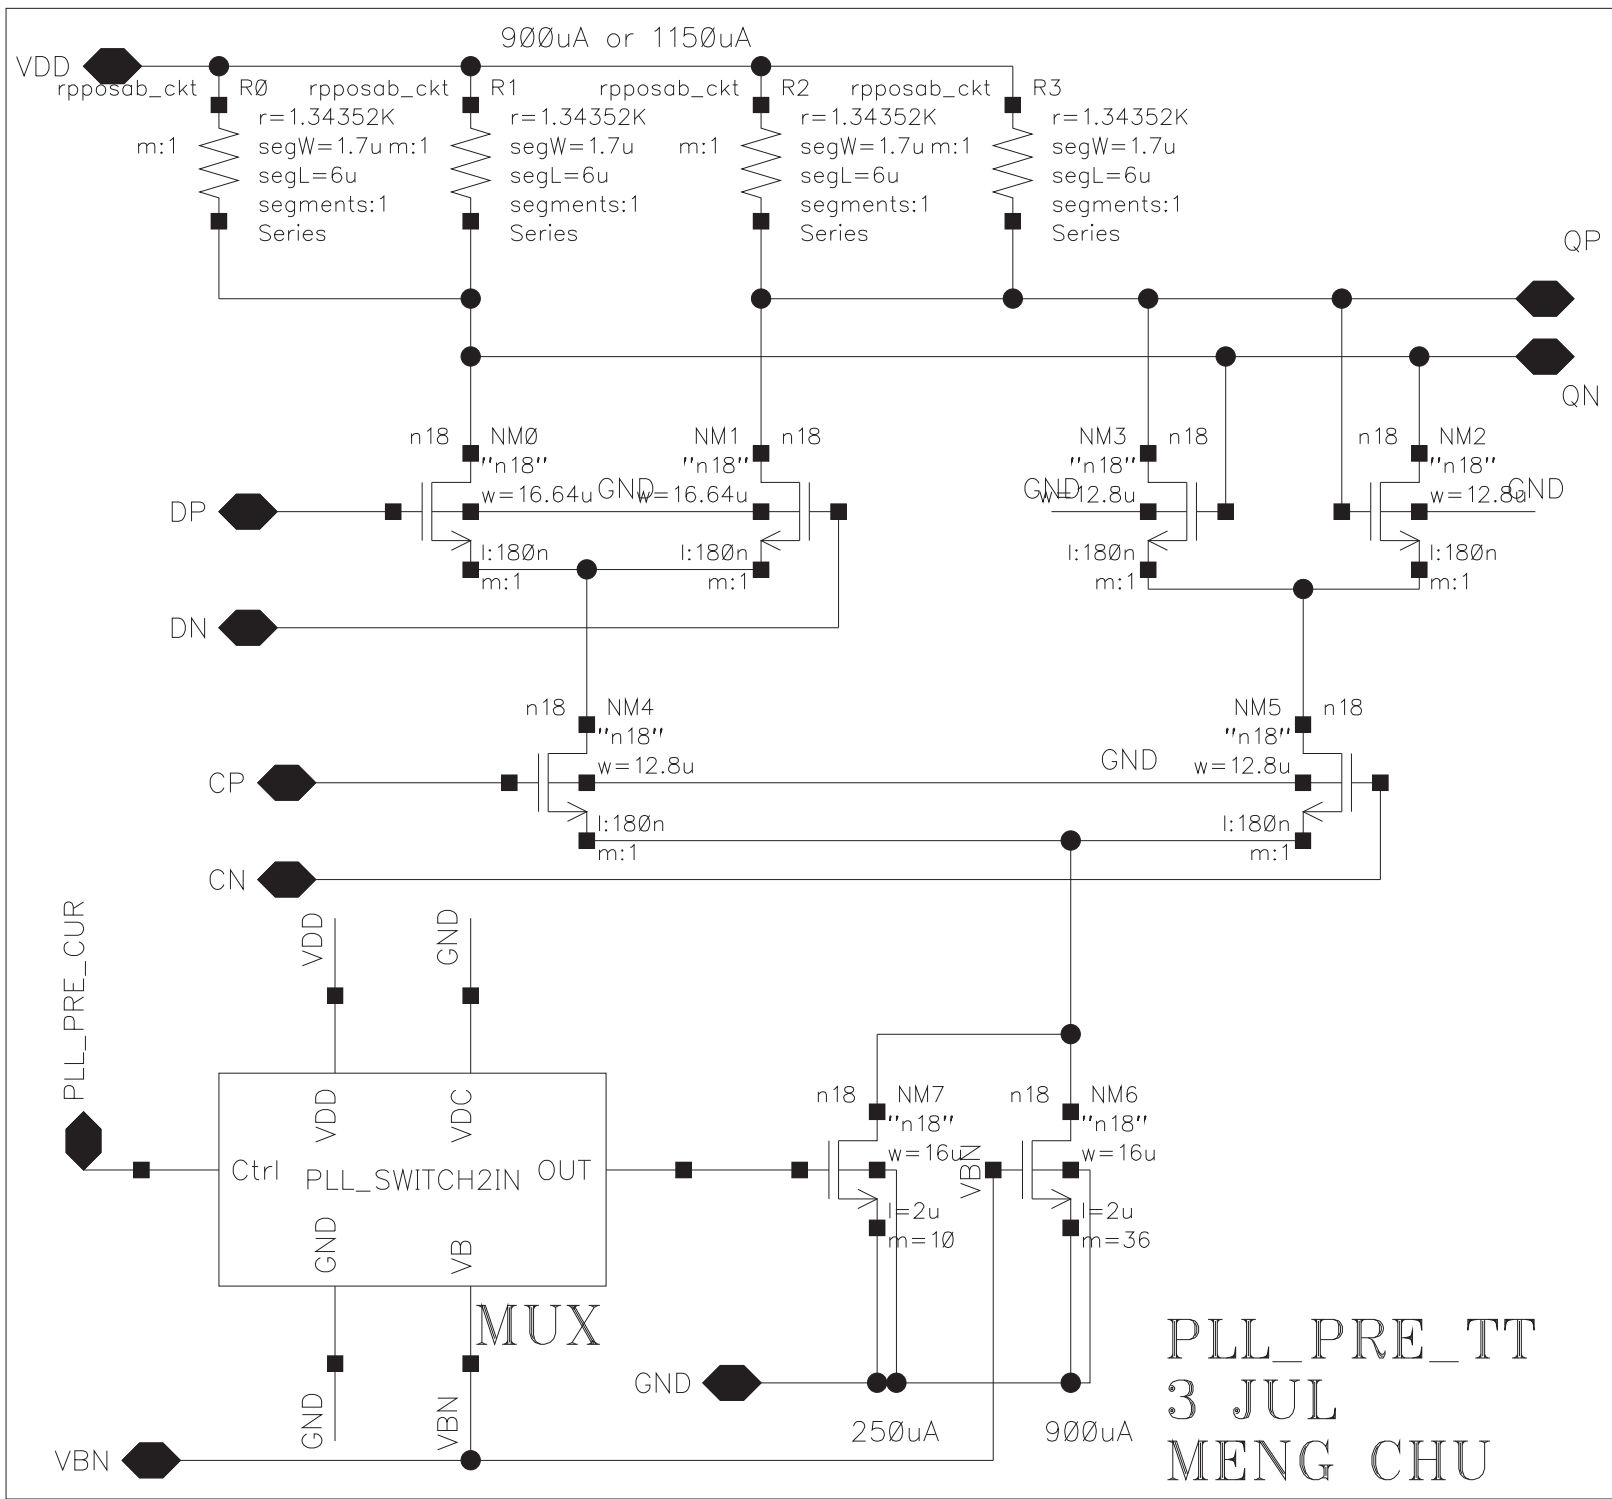 900uA or 1150uA
VDD
rpposab_ckt R0
rpposab_ckt R1
rpposab_ckt R2
rpposab_ckt R3
r=1.34352K
r=1.34352K
r=1.34352K
r=1.34352K
m:1
segW=1.7u
m:1
segW=1.7u
m:1
segW=1.7u
m:1
segW=1.7u
segL=6u
segL=6u
segL=6u
segL=6u
segments:1
segments:1
segments:1
segments:1
Series
Series
Series
Series
QP
QN
n18 NM0
NM1 n18
NM3 n18
n18 NM2
"n18"
"n18"
"n18"
"n18"
w=16.64u
GND
w=16.64u
GND
w=12.8u
w=12.8u
GND
DP
l:180n
l:180n
l:180n
l:180n
m:1
m:1
m:1
m:1
DN
n18 NM4
NM5 n18
"n18"
"n18"
w=12.8u
GND
w=12.8u
CP
l:180n
l:180n
m:1
m:1
CN
PLL_PRE_CUR
VDD
GND
VDD
VDC
Ctrl
PLL_SWITCH2IN
OUT
GND
VB
n18 NM7
n18 NM6
"n18"
"n18"
w=16u
VBN
w=16u
l=2u
l=2u
m=10
m=36
MUX
GND
GND
VBN
VBN
250uA
900uA
PLL_PRE_TT
3 JUL
MENG CHU